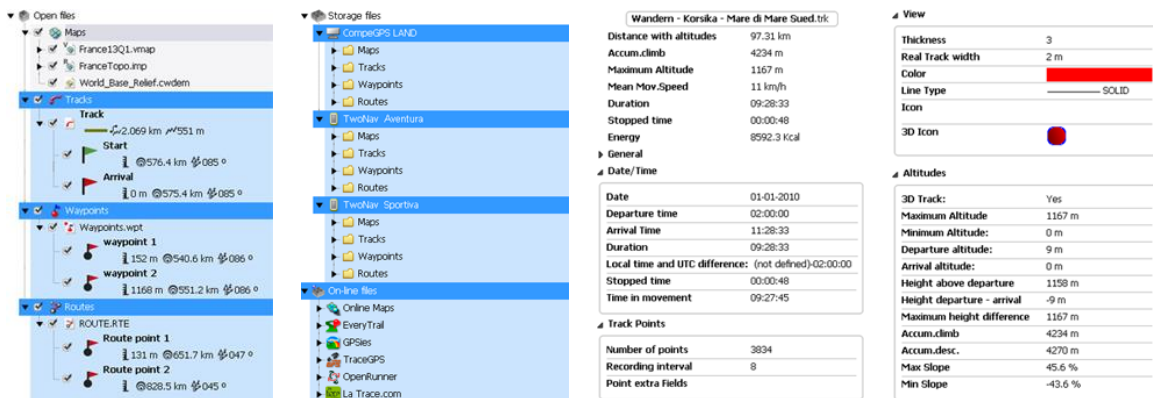 Open files
Maps
France13Q1.vmap
FranceTopo.imp
World_Base_Relief.cwdem
Tracks
Track
2.069 km 551 m
Start
576.4 km 085 º
Arrival
0 m 575.4 km 085 º
Waypoints
Waypoints.wpt
waypoint 1
152 m 540.6 km 086 º
waypoint 2
1168 m 551.2 km 086 º
Routes
ROUTE.RTE
Route point 1
131 m 651.7 km 047 º
Route point 2
828.5 km 045 º
Storage files
CompeGPS LAND
Maps
Tracks
Waypoints
Routes
TwoNav Aventura
Maps
Tracks
Waypoints
Routes
TwoNav Sportiva
Maps
Tracks
Waypoints
Routes
On-line files
Online Maps
EveryTrail
GPSies
TraceGPS
OpenRunner
La Trace.com
Wandern - Korsika - Mare di Mare Sued.trk
Distance with altitudes 97.31 km
Accum.climb 4234 m
Maximum Altitude 1167 m
Mean Mov.Speed 11 km/h
Duration 09:28:33
Stopped time 00:00:48
Energy 8592.3 Kcal
General
Date/Time
Date 01-01-2010
Departure time 02:00:00
Arrival Time 11:28:33
Duration 09:28:33
Local time and UTC difference: (not defined)-02:00:00
Stopped time 00:00:48
Time in movement 09:27:45
Track Points
Number of points 3834
Recording interval 8
Point extra Fields
View
Thickness 3
Real Track width 2 m
Color
Line Type SOLID
Icon
3D Icon
Altitudes
3D Track: Yes
Maximum Altitude 1167 m
Minimum Altitude: 0 m
Departure altitude: 9 m
Arrival altitude: 0 m
Height above departure 1158 m
Height departure - arrival -9 m
Maximum height difference 1167 m
Accum.climb 4234 m
Accum.desc. 4270 m
Max Slope 45.6 %
Min Slope -43.6 %